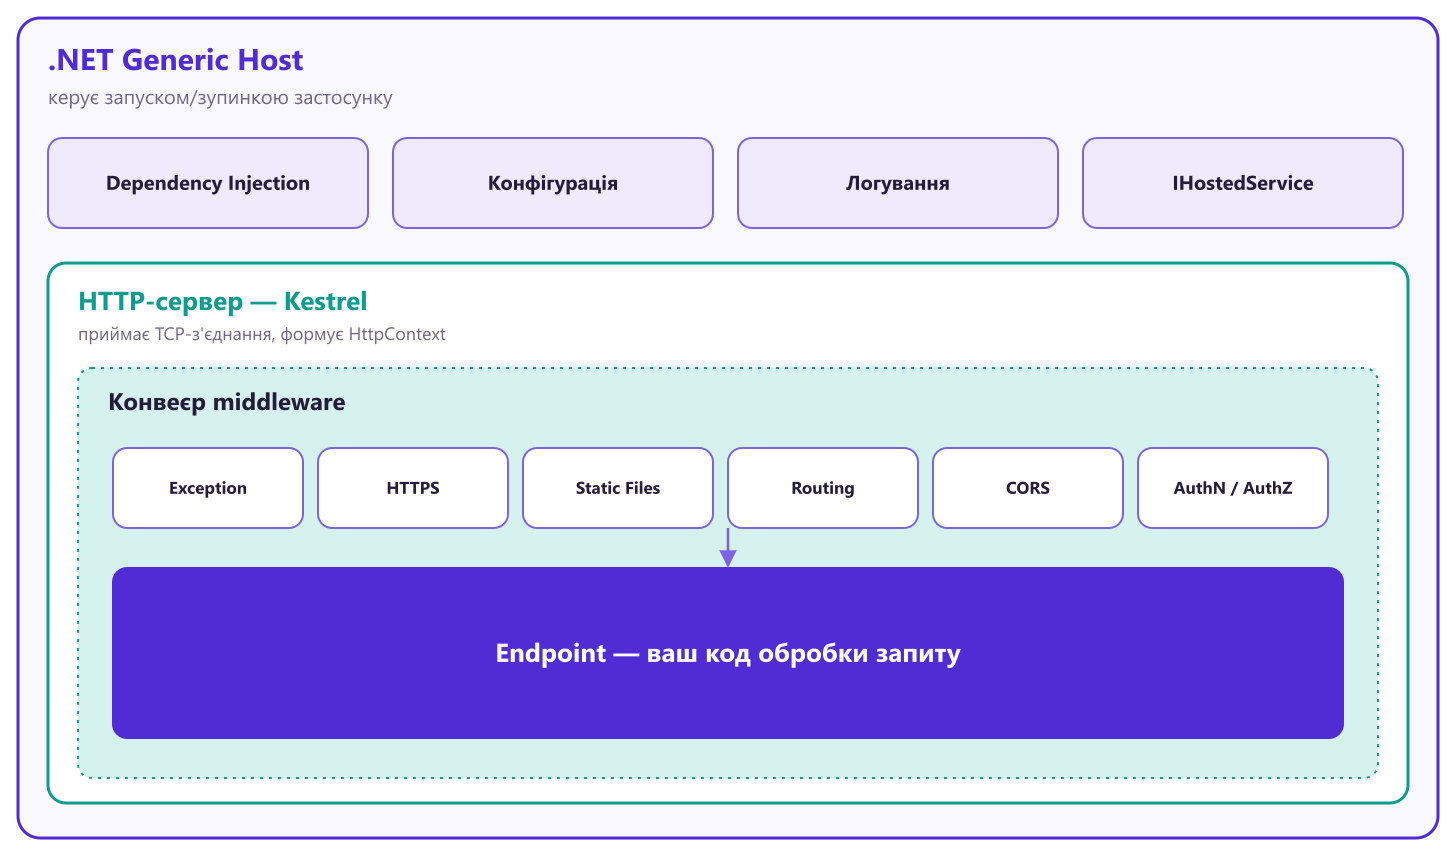 .NET Generic Host
керує запуском/зупинкою застосунку
Dependency Injection
Конфігурація
Логування
IHostedService
HTTP-сервер — Kestrel
приймає TCP-з'єднання, формує HttpContext
Конвеєр middleware
Exception
HTTPS
Static Files
Routing
CORS
AuthN / AuthZ
Endpoint — ваш код обробки запиту